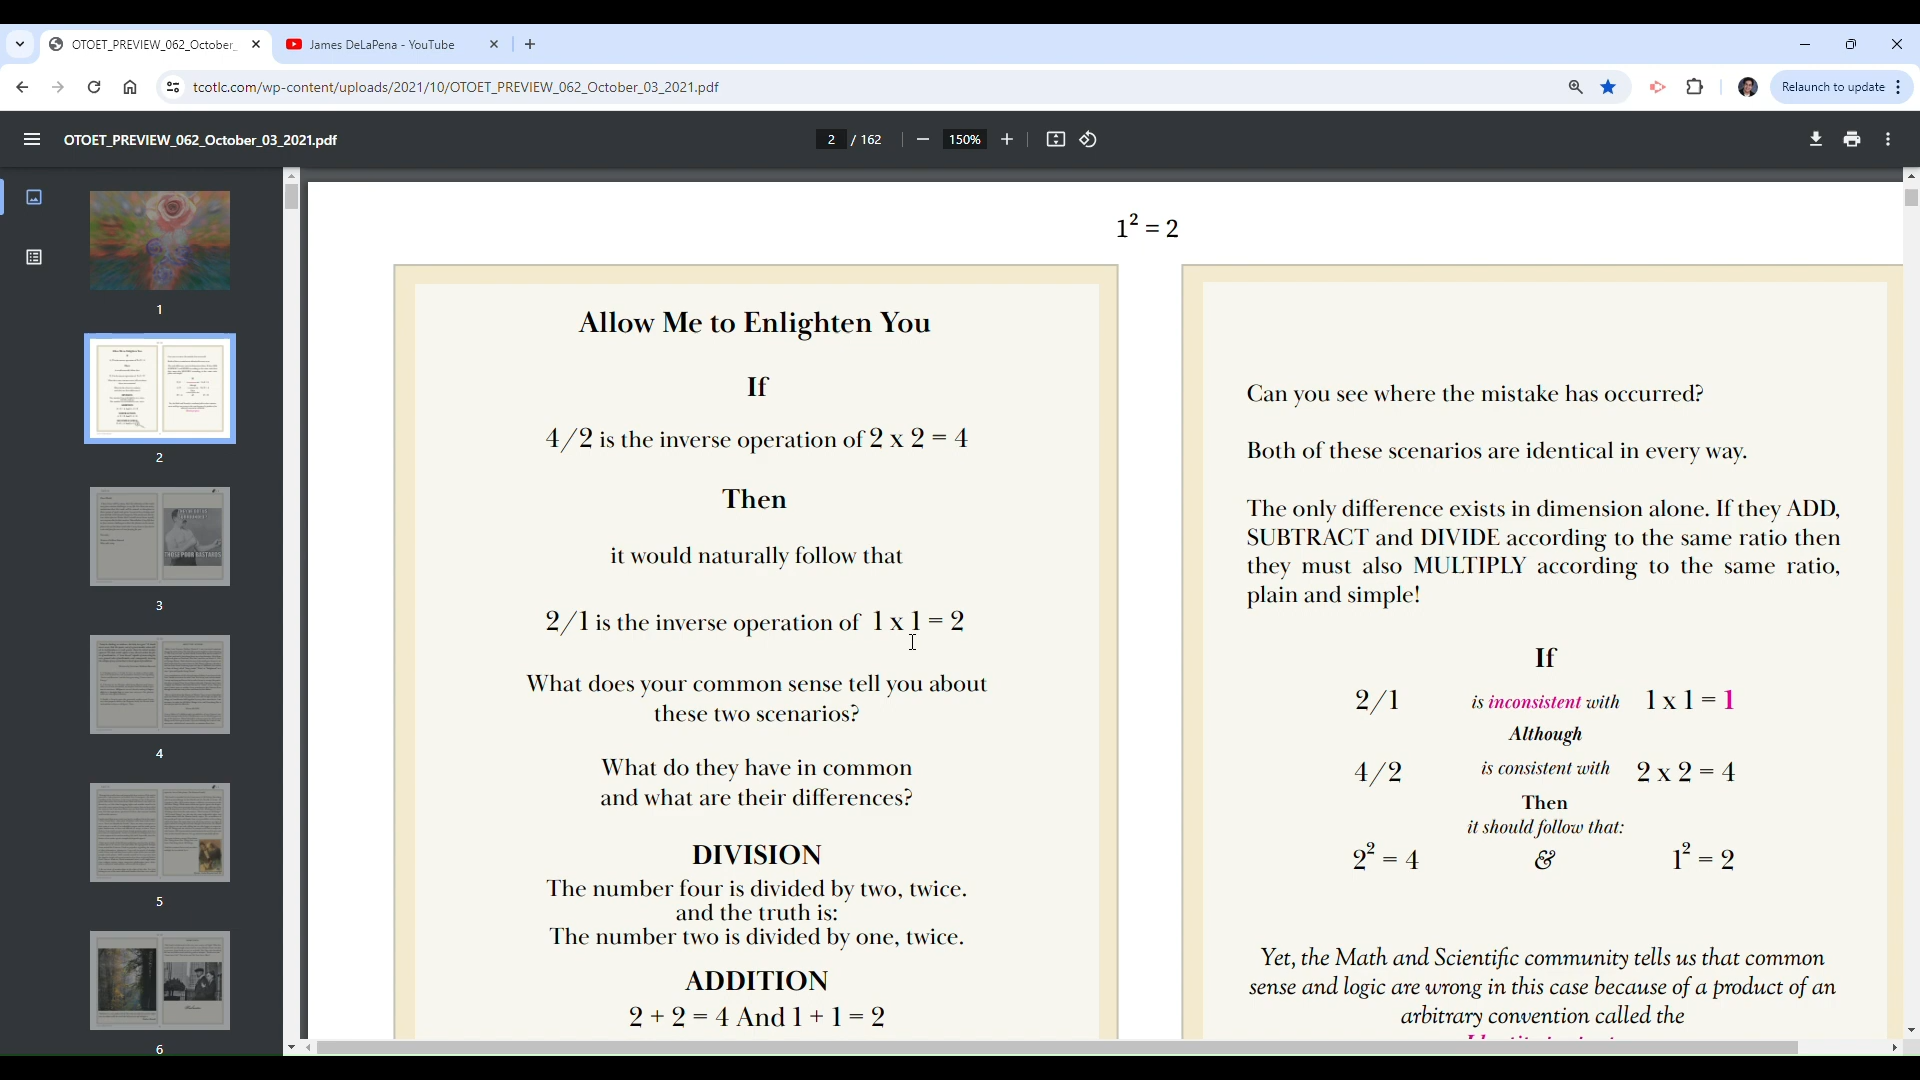 OTOET_PREVIEW_062_October_
James DeLaPena - YouTube
tcotlc.com/wp-content/uploads/2021/10/OTOET_PREVIEW_062_October_03_2021.pdf
Relaunch to update
OTOET_PREVIEW_062_October_03_2021.pdf
2 / 162
150%
1
2
3
4
5
6
1² = 2
Allow Me to Enlighten You
If
4/2 is the inverse operation of 2 x 2 = 4
Then
it would naturally follow that
2/1 is the inverse operation of 1 x 1 = 2
What does your common sense tell you about
these two scenarios?
What do they have in common
and what are their differences?
DIVISION
The number four is divided by two, twice.
and the truth is:
The number two is divided by one, twice.
ADDITION
2 + 2 = 4 And 1 + 1 = 2
Can you see where the mistake has occurred?
Both of these scenarios are identical in every way.
The only difference exists in dimension alone. If they ADD,
SUBTRACT and DIVIDE according to the same ratio then
they must also MULTIPLY according to the same ratio,
plain and simple!
If
2/1 is inconsistent with 1 x 1 = 1
Although
4/2 is consistent with 2 x 2 = 4
Then
it should follow that:
2² = 4 & 1² = 2
Yet, the Math and Scientific community tells us that common
sense and logic are wrong in this case because of a product of an
arbitrary convention called the